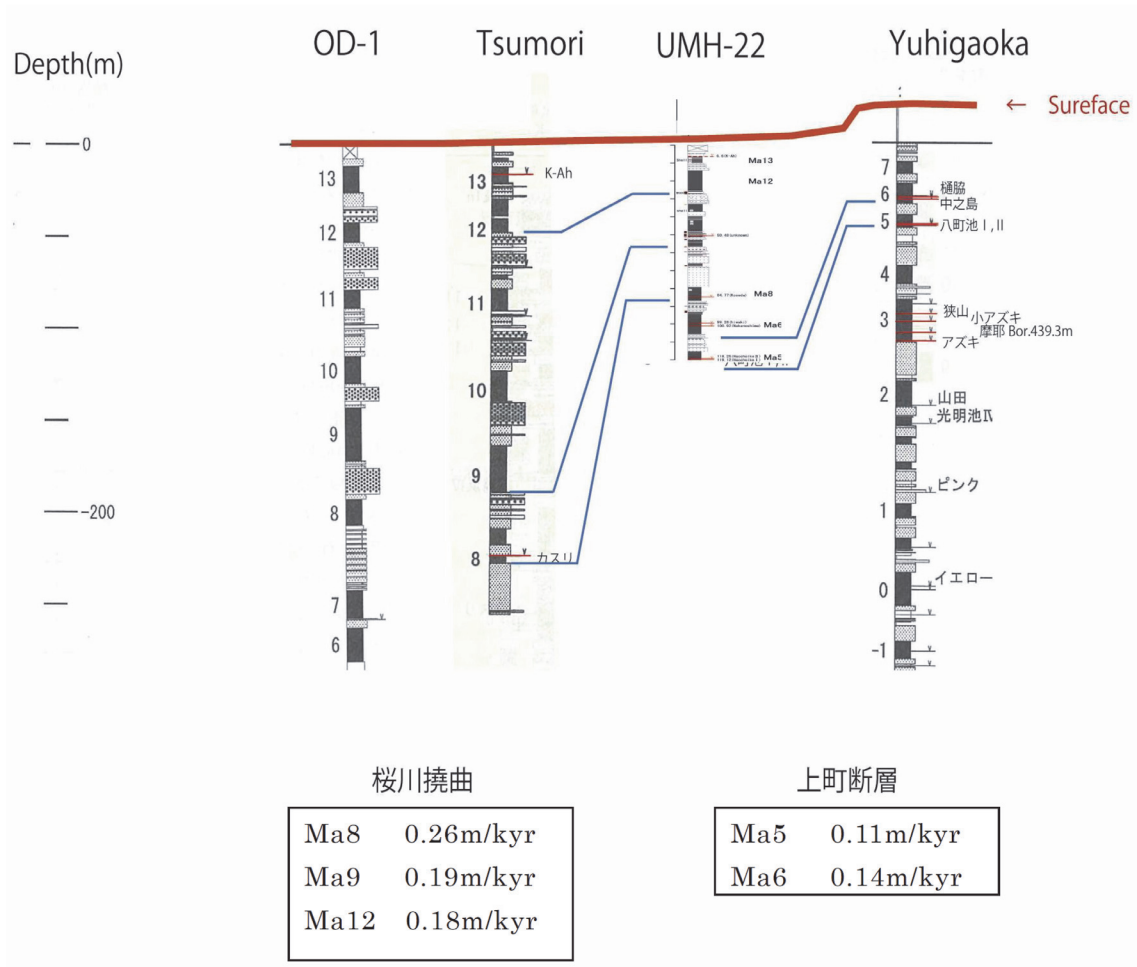 OD-1
Tsumori
UMH-22
Yuhigaoka
Depth(m)
← Sureface
0
-200
13
12
11
10
9
8
7
6
13
K-Ah
12
11
10
9
8
カスリ
Ma13
Ma12
Ma8
Ma6
Ma5
7
6
樋脇
中之島
5
八町池 I , II
4
3
狭山
小アズキ
摩耶 Bor.439.3m
アズキ
2
山田
光明池Ⅳ
ピンク
1
イエロー
0
-1
桜川撓曲
Ma8 0.26m/kyr
Ma9 0.19m/kyr
Ma12 0.18m/kyr
上町断層
Ma5 0.11m/kyr
Ma6 0.14m/kyr